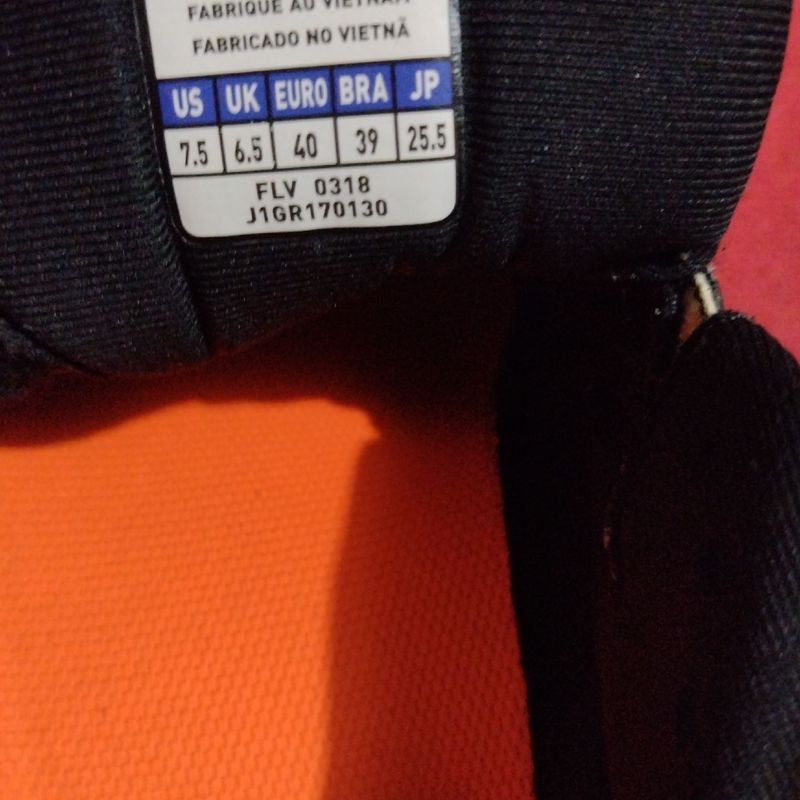 FABRIQUE AU VIETNAM
FABRICADO NO VIETNÃ
US UK EURO BRA JP
7.5 6.5 40 39 25.5
FLV 0318
J1GR170130